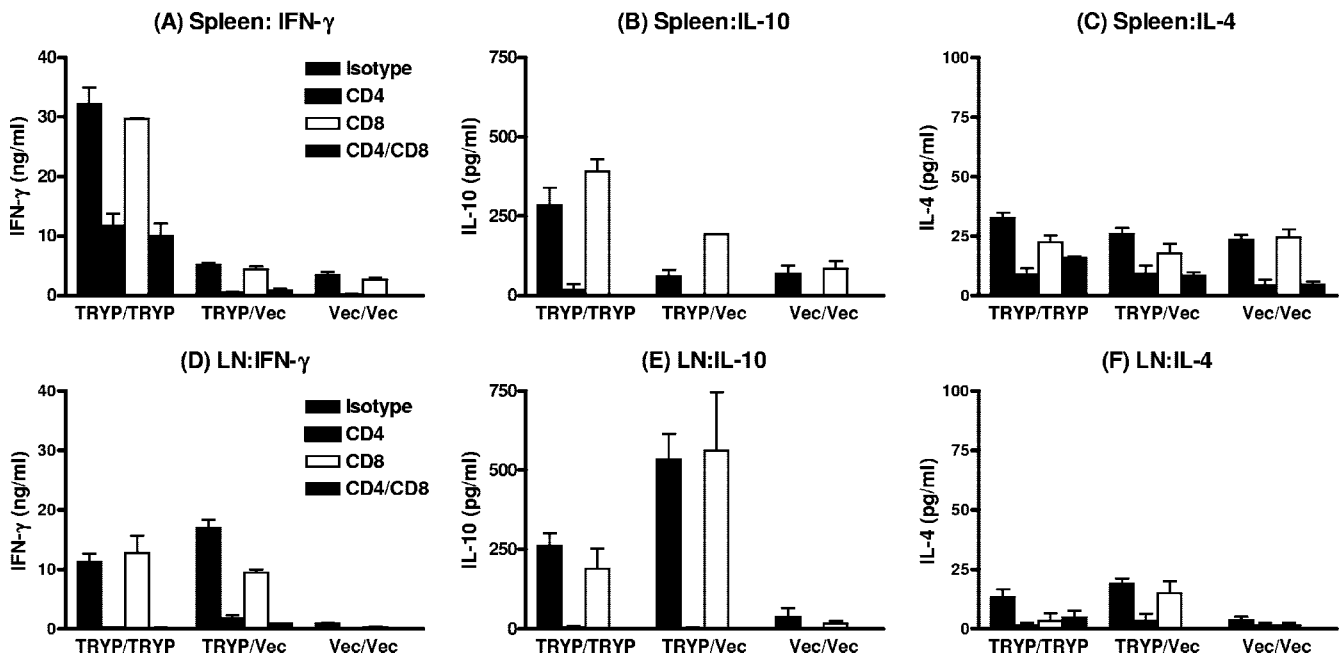 (A) Spleen: IFN-γ
IFN-γ (ng/ml)
40
30
20
10
0
Isotype
CD4
CD8
CD4/CD8
TRYP/TRYP TRYP/Vec Vec/Vec
(B) Spleen:IL-10
IL-10 (pg/ml)
750
500
250
0
TRYP/TRYP TRYP/Vec Vec/Vec
(C) Spleen:IL-4
IL-4 (pg/ml)
100
75
50
25
0
TRYP/TRYP TRYP/Vec Vec/Vec
(D) LN:IFN-γ
IFN-γ (ng/ml)
40
30
20
10
0
Isotype
CD4
CD8
CD4/CD8
TRYP/TRYP TRYP/Vec Vec/Vec
(E) LN:IL-10
IL-10 (pg/ml)
750
500
250
0
TRYP/TRYP TRYP/Vec Vec/Vec
(F) LN:IL-4
IL-4 (pg/ml)
100
75
50
25
0
TRYP/TRYP TRYP/Vec Vec/Vec